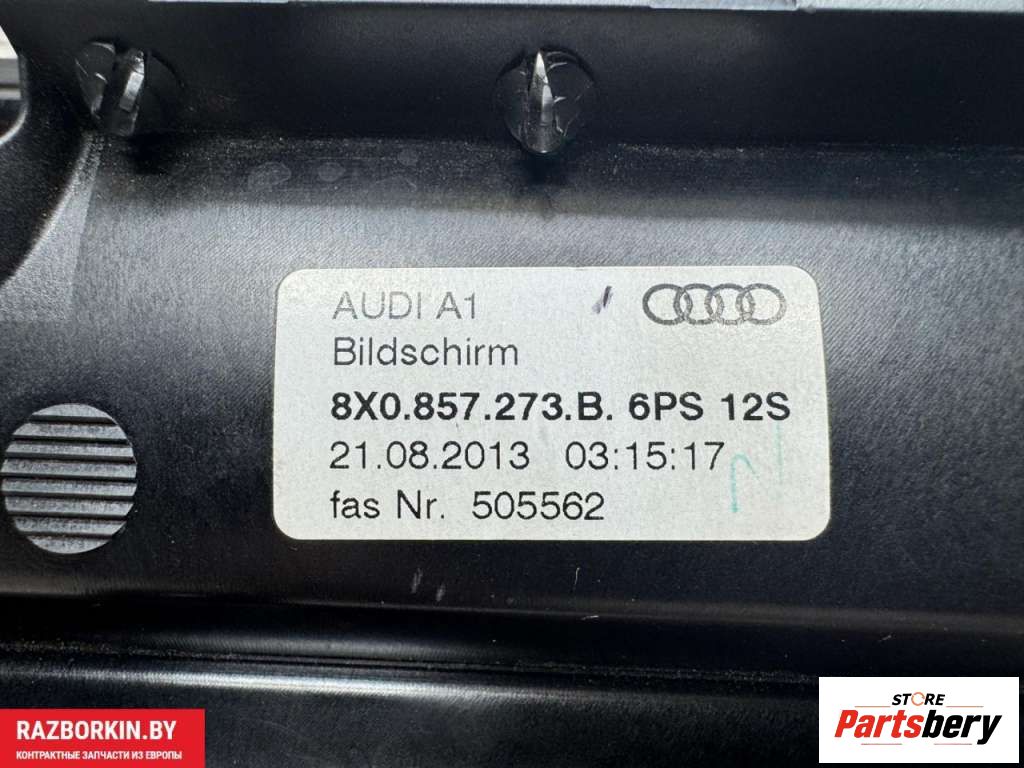 AUDI A1
Bildschirm
8X0.857.273.B. 6PS 12S
21.08.2013 03:15:17
fas Nr. 505562
RAZBORKIN.BY
КОНТРАКТНЫЕ ЗАПЧАСТИ ИЗ ЕВРОПЫ
STORE
Partsbery